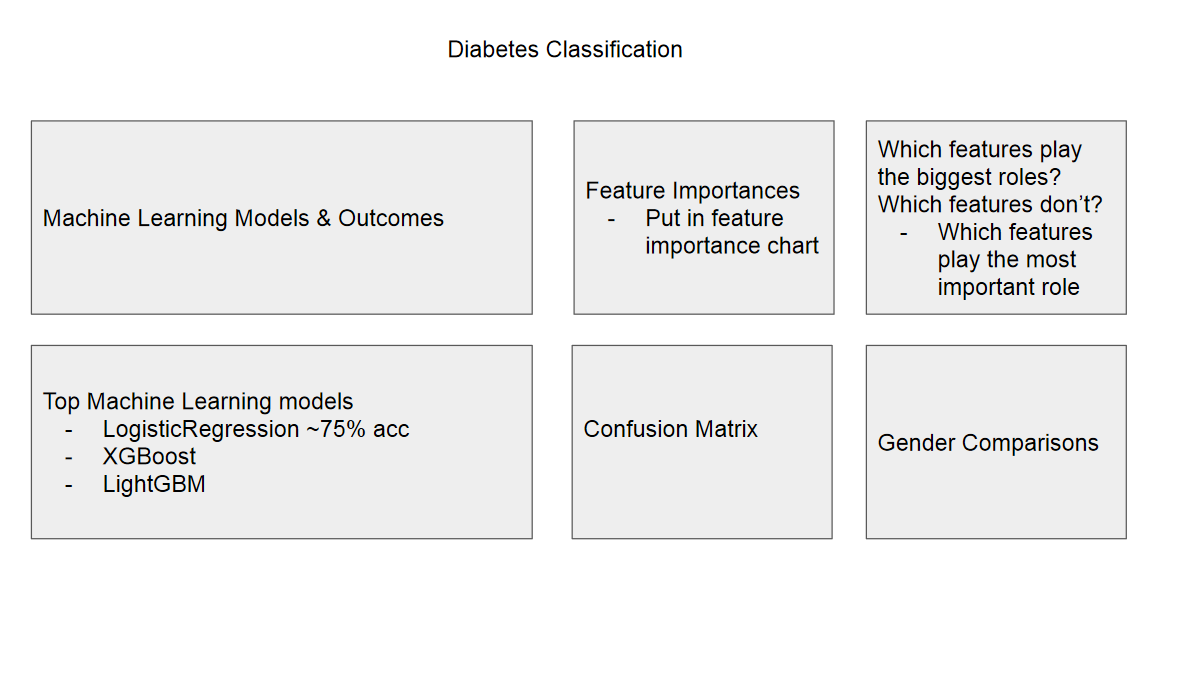 Diabetes Classification
Machine Learning Models & Outcomes
Feature Importances
- Put in feature
importance chart
Which features play
the biggest roles?
Which features don’t?
- Which features
play the most
important role
Top Machine Learning models
- LogisticRegression ~75% acc
- XGBoost
- LightGBM
Confusion Matrix
Gender Comparisons